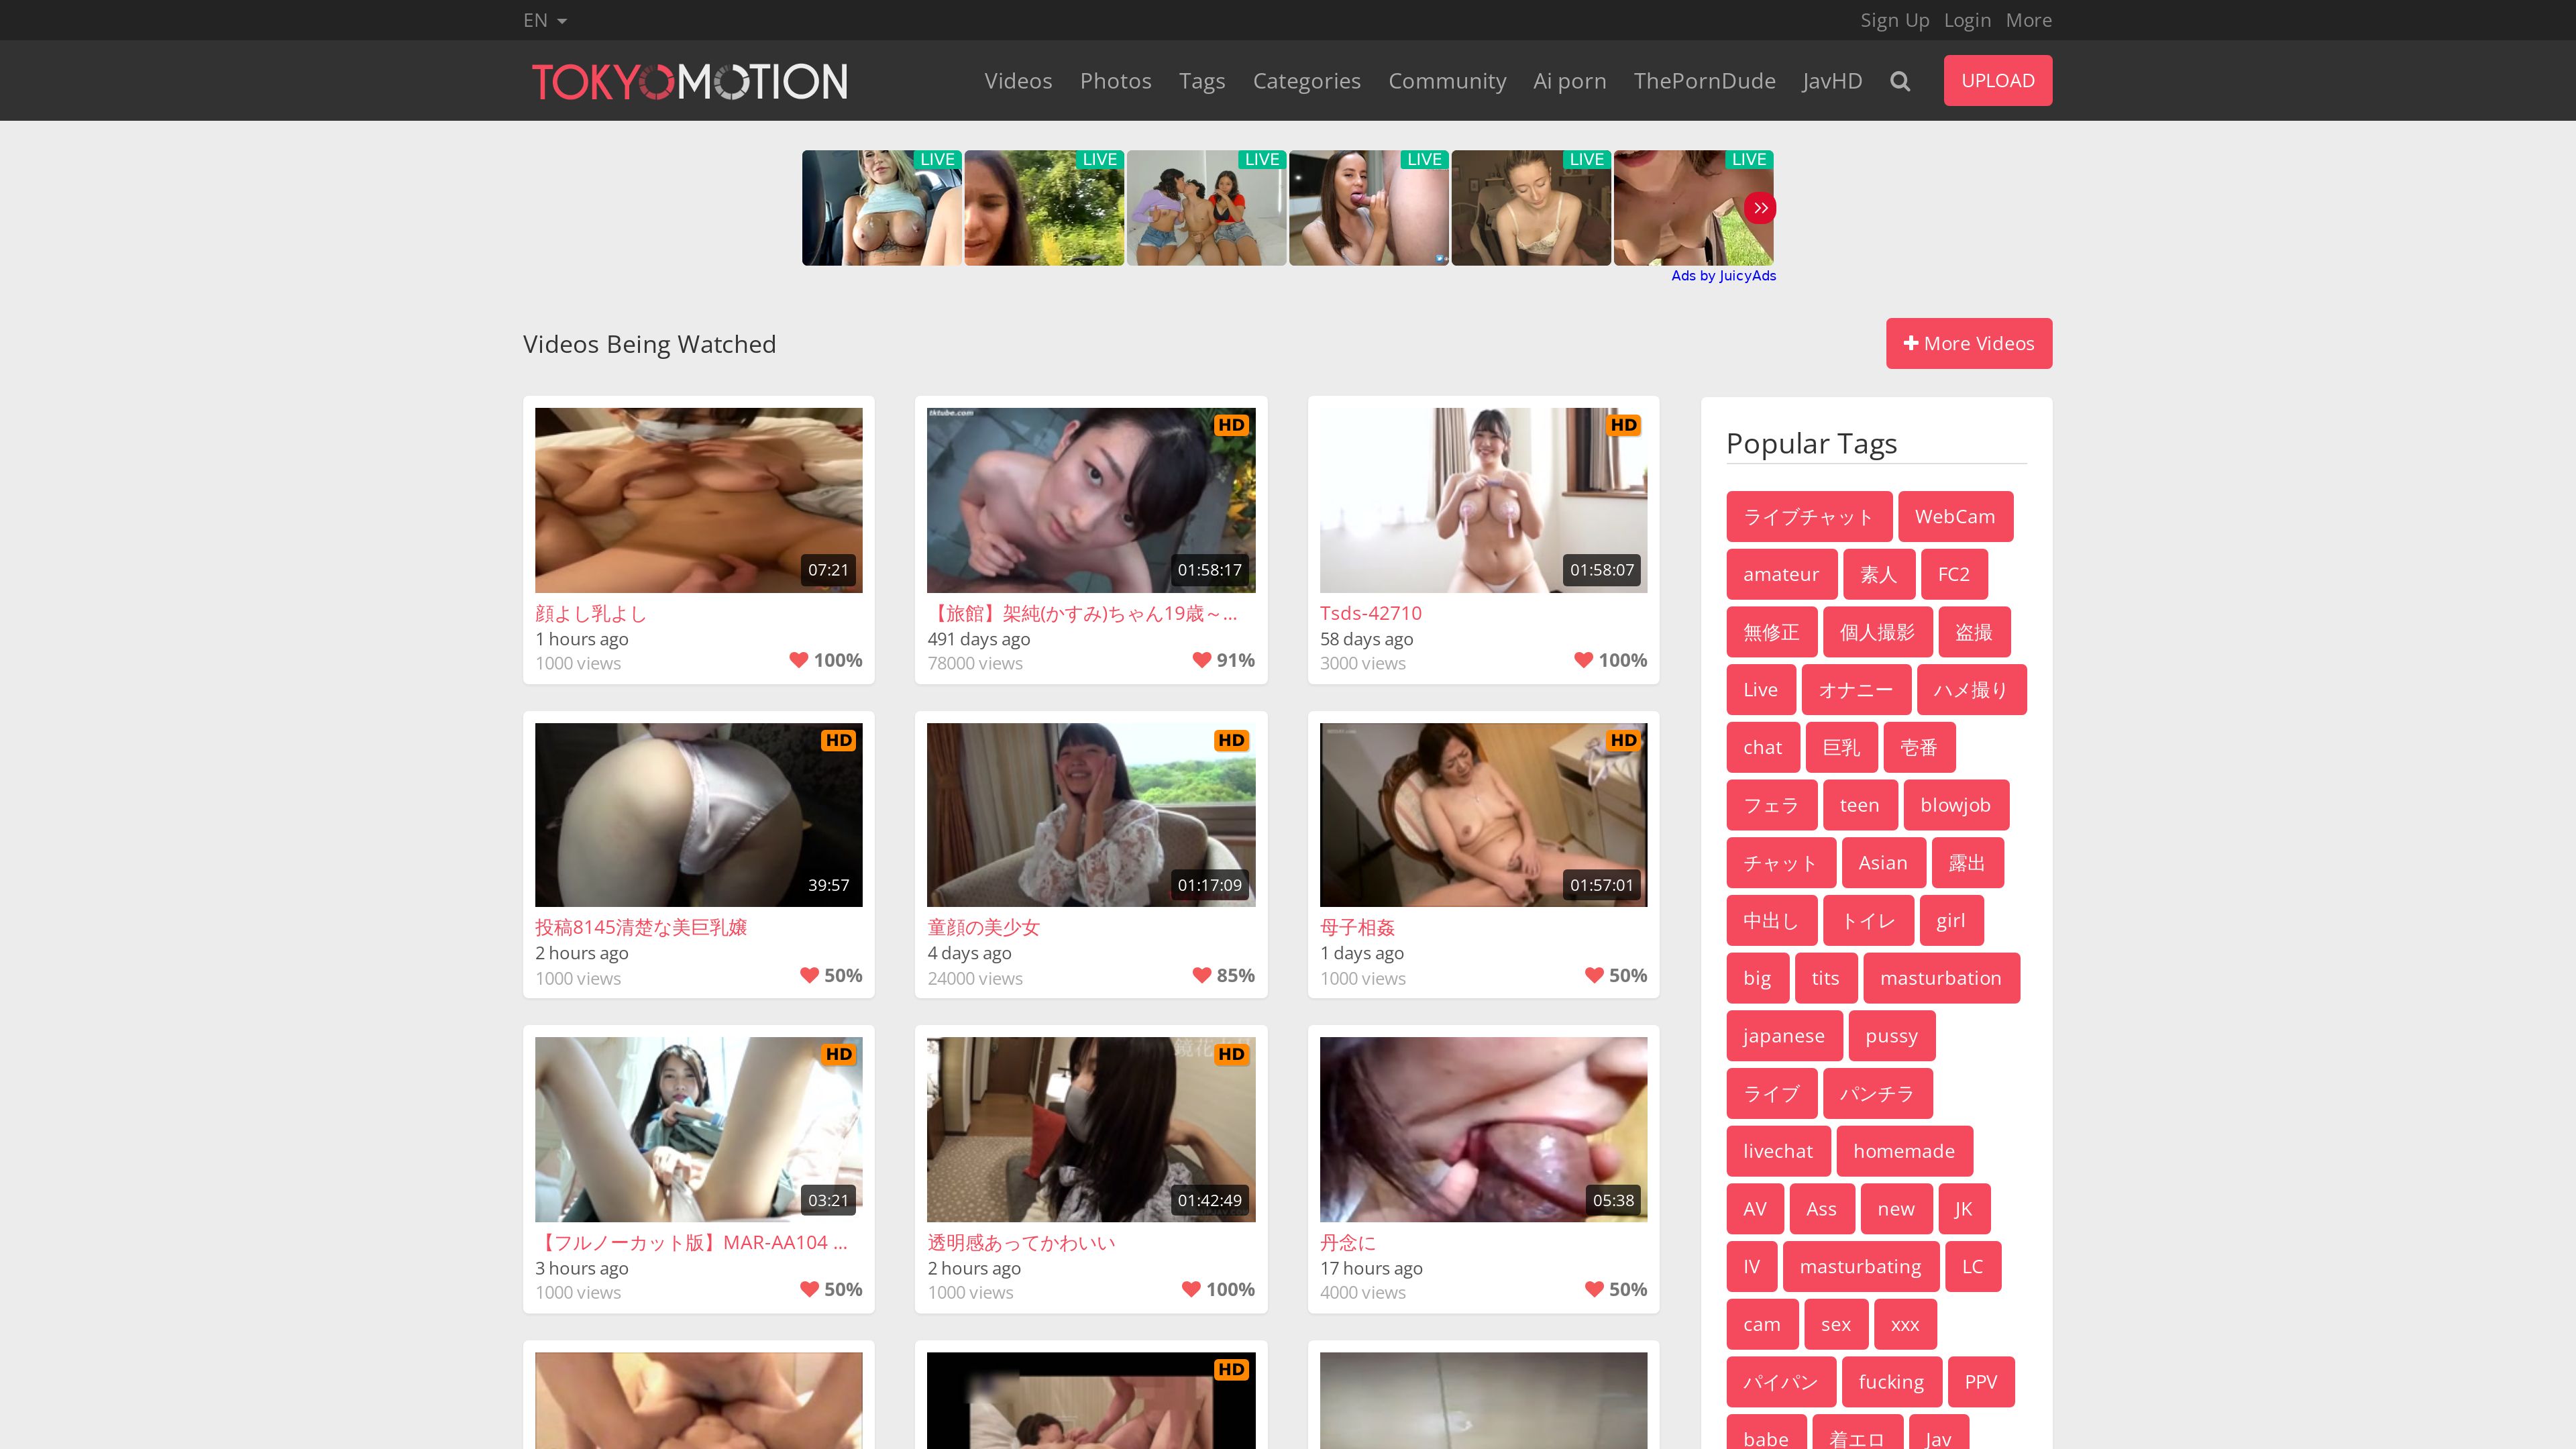 EN
Sign Up Login More
TOKYOMOTION
Videos Photos Tags Categories Community Ai porn ThePornDude JavHD
UPLOAD
LIVE LIVE LIVE LIVE LIVE LIVE
Ads by JuicyAds
Videos Being Watched
More Videos
07:21
顔よし乳よし
1 hours ago
1000 views 100%
tktube.com
HD
01:58:17
【旅館】架純(かすみ)ちゃん19歳～...
491 days ago
78000 views 91%
HD
01:58:07
Tsds-42710
58 days ago
3000 views 100%
HD
39:57
投稿8145清楚な美巨乳嬢
2 hours ago
1000 views 50%
HD
01:17:09
童顔の美少女
4 days ago
24000 views 85%
HD
01:57:01
母子相姦
1 days ago
1000 views 50%
HD
03:21
【フルノーカット版】MAR-AA104 ...
3 hours ago
1000 views 50%
HD
01:42:49
透明感あってかわいい
2 hours ago
1000 views 100%
05:38
丹念に
17 hours ago
4000 views 50%
HD
Popular Tags
ライブチャット WebCam
amateur 素人 FC2
無修正 個人撮影 盗撮
Live オナニー ハメ撮り
chat 巨乳 壱番
フェラ teen blowjob
チャット Asian 露出
中出し トイレ girl
big tits masturbation
japanese pussy
ライブ パンチラ
livechat homemade
AV Ass new JK
IV masturbating LC
cam sex xxx
パイパン fucking PPV
babe 着エロ Jav